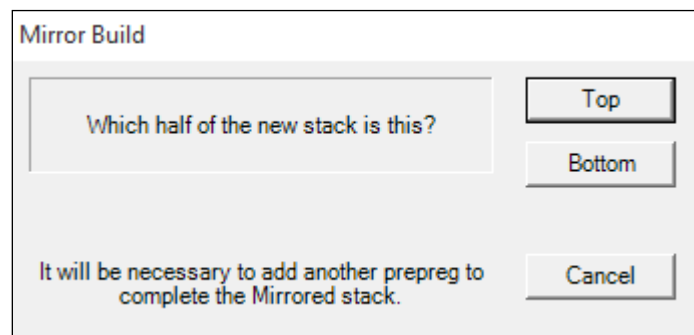 Mirror Build
Which half of the new stack is this?
Top
Bottom
It will be necessary to add another prepreg to
complete the Mirrored stack.
Cancel